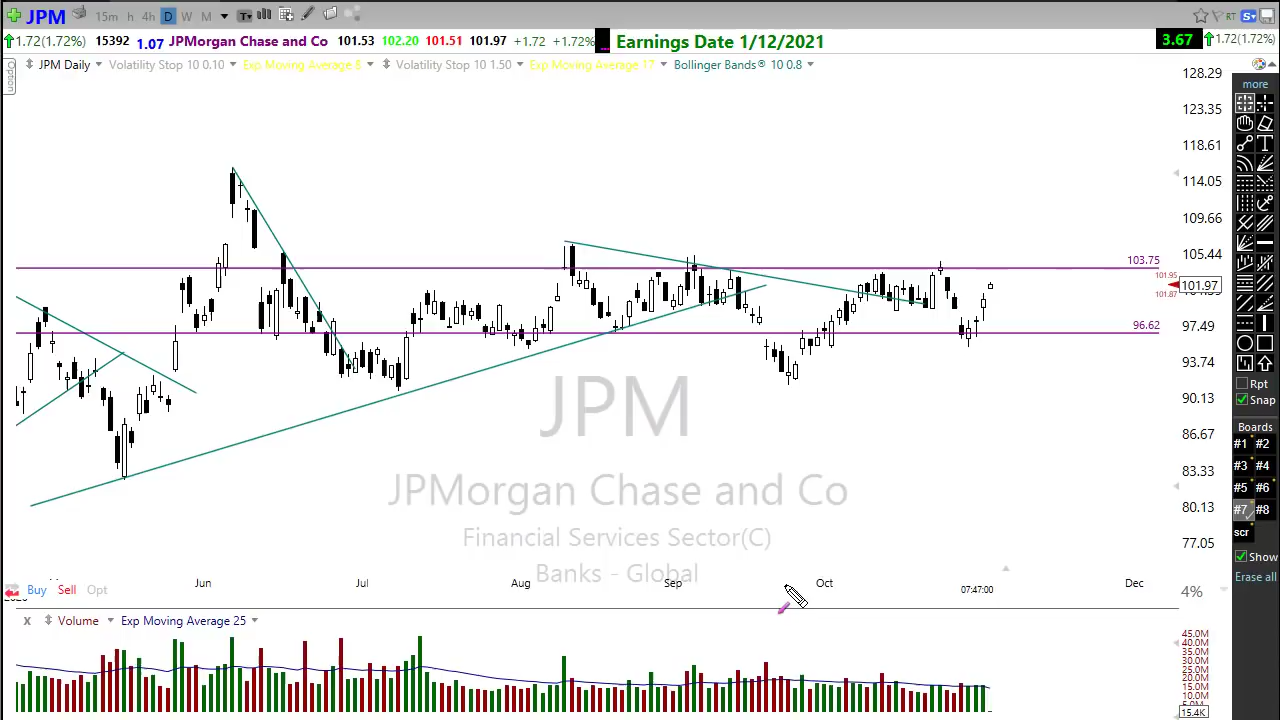 JPM 15m h 4h D W M T RT S
1.72(1.72%) 15392 1.07 JPMorgan Chase and Co 101.53 102.20 101.51 101.97 +1.72 +1.72% Earnings Date 1/12/2021 3.67 1.72(1.72%)
Option
JPM Daily Volatility Stop 10 0.10 Exp Moving Average 8 Volatility Stop 10 1.50 Exp Moving Average 17 Bollinger Bands® 10 0.8
128.29
more
123.35
118.61
114.05
109.66
105.44
103.75
101.95
101.97
101.87
97.49
96.62
93.74
90.13
86.67
83.33
80.13
77.05
Rpt
Snap
Boards
#1 #2
#3 #4
#5 #6
#7 #8
scr
Show
Erase all
JPM
JPMorgan Chase and Co
Financial Services Sector(C)
Banks - Global
Jun Jul Aug Sep Oct Dec
Buy Sell Opt 07:47:00 4%
X Volume Exp Moving Average 25
45.0M
40.0M
35.0M
30.0M
25.0M
20.0M
15.0M
10.0M
15.4K